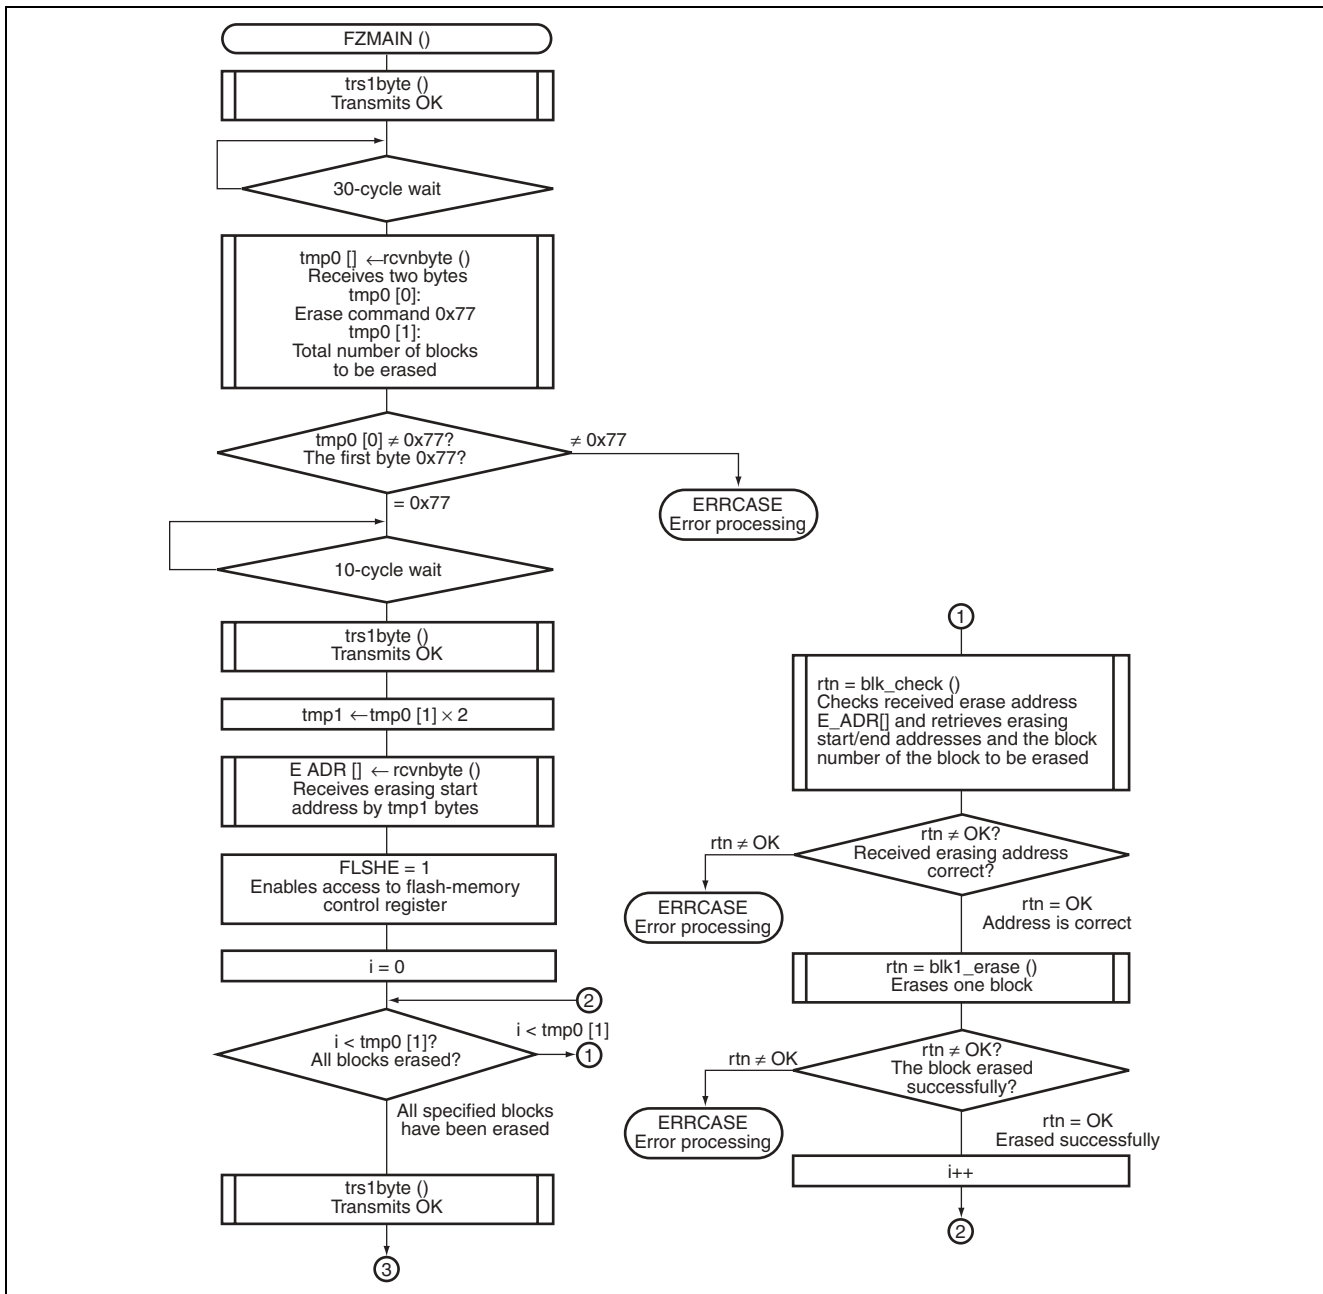 FZMAIN ()
trs1byte ()
Transmits OK
30-cycle wait
tmp0 [] ←rcvnbyte ()
Receives two bytes
tmp0 [0]:
Erase command 0x77
tmp0 [1]:
Total number of blocks
to be erased
tmp0 [0] ≠ 0x77?
The first byte 0x77?
≠ 0x77
ERRCASE
Error processing
= 0x77
10-cycle wait
trs1byte ()
Transmits OK
tmp1 ←tmp0 [1] × 2
E ADR [] ← rcvnbyte ()
Receives erasing start
address by tmp1 bytes
FLSHE = 1
Enables access to flash-memory
control register
i = 0
2
i < tmp0 [1]?
All blocks erased?
i < tmp0 [1]
1
All specified blocks
have been erased
trs1byte ()
Transmits OK
3
1
rtn = blk_check ()
Checks received erase address
E_ADR[] and retrieves erasing
start/end addresses and the block
number of the block to be erased
rtn ≠ OK?
Received erasing address
correct?
rtn ≠ OK
ERRCASE
Error processing
rtn = OK
Address is correct
rtn = blk1_erase ()
Erases one block
rtn ≠ OK?
The block erased
successfully?
rtn ≠ OK
ERRCASE
Error processing
rtn = OK
Erased successfully
i++
2